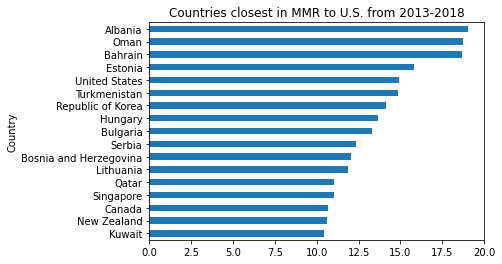 Countries closest in MMR to U.S. from 2013-2018
Country
Albania
Oman
Bahrain
Estonia
United States
Turkmenistan
Republic of Korea
Hungary
Bulgaria
Serbia
Bosnia and Herzegovina
Lithuania
Qatar
Singapore
Canada
New Zealand
Kuwait
0.0 2.5 5.0 7.5 10.0 12.5 15.0 17.5 20.0